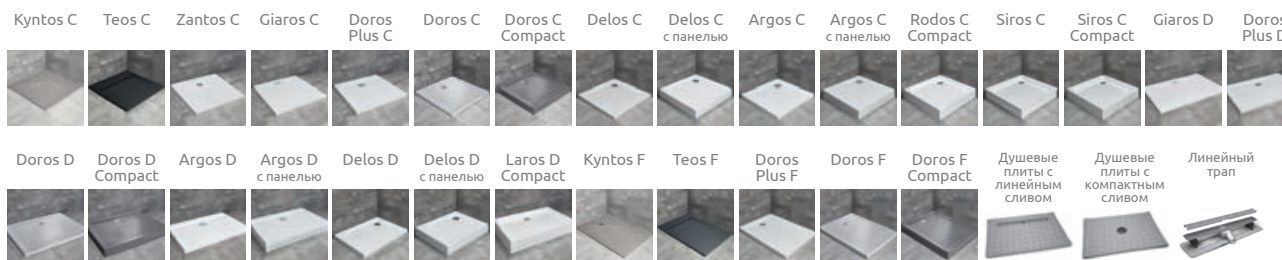 Kyntos C
Teos C
Zantos C
Giaros C
Doros
Plus C
Doros C
Doros C
Compact
Delos C
Delos C
с панелью
Argos C
Argos C
с панелью
Rodos C
Compact
Siros C
Siros C
Compact
Giaros D
Doros
Plus D
Doros D
Doros D
Compact
Argos D
Argos D
с панелью
Delos D
Delos D
с панелью
Laros D
Compact
Kyntos F
Teos F
Doros
Plus F
Doros F
Doros F
Compact
Душевые
плиты с
линейным
сливом
Душевые
плиты с
компактным
сливом
Линейный
трап